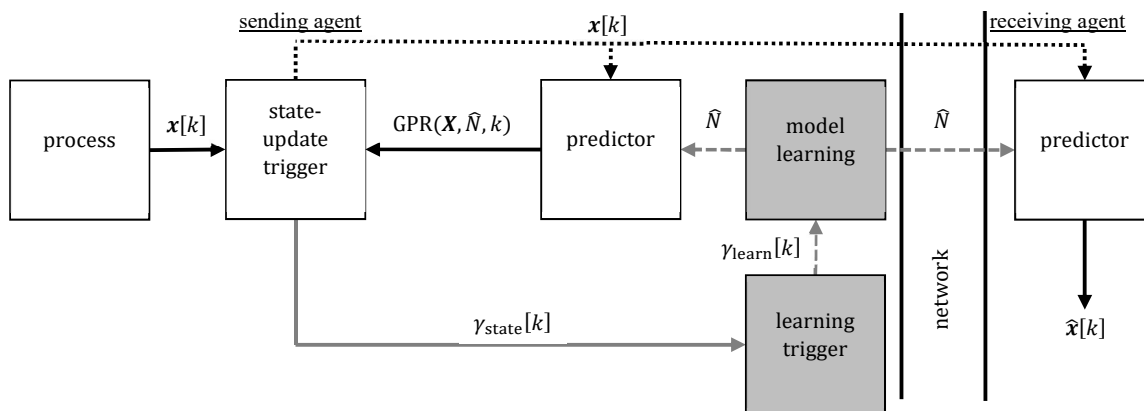 sending agent
𝒙[𝑘]
receiving agent
process
𝒙[𝑘]
state-
update
trigger
GPR(𝑿, 𝑁̂, 𝑘)
predictor
𝑁̂
model
learning
𝑁̂
predictor
𝛾learn[𝑘]
𝛾state[𝑘]
learning
trigger
network
𝒙̂[𝑘]